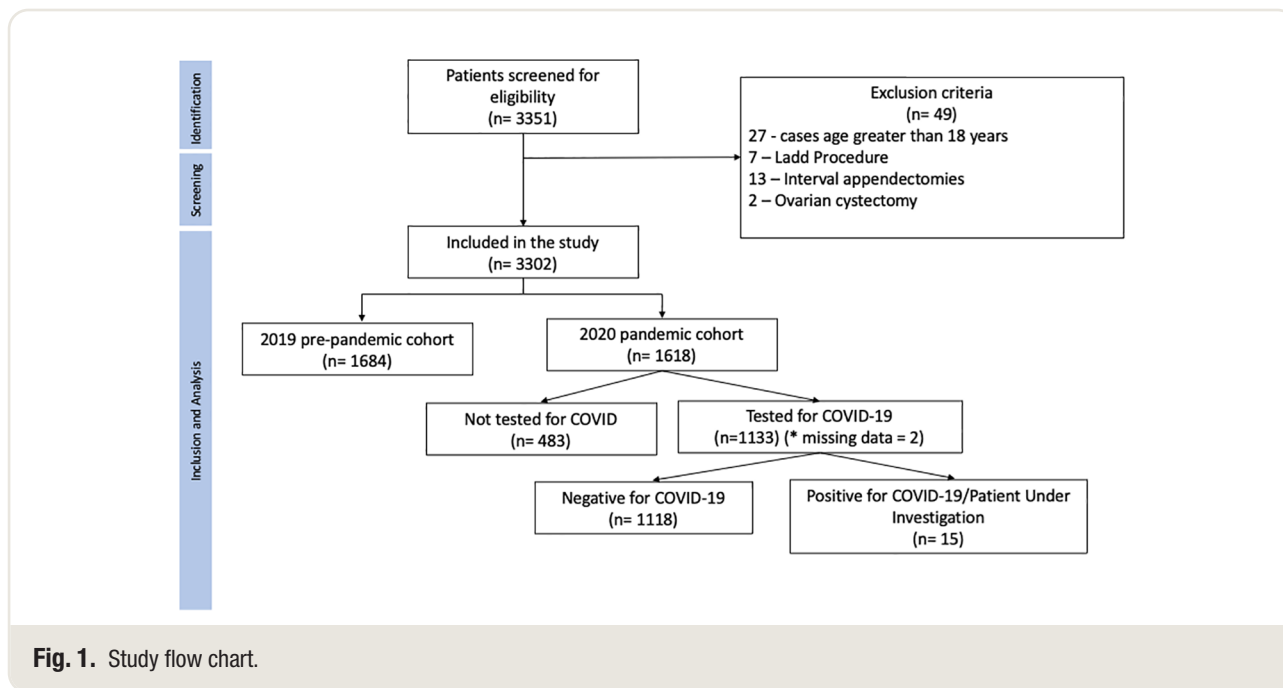 Identification
Screening
Inclusion and Analysis
Patients screened for
eligibility
(n= 3351)
Exclusion criteria
(n= 49)
27 - cases age greater than 18 years
7 – Ladd Procedure
13 – Interval appendectomies
2 – Ovarian cystectomy
Included in the study
(n= 3302)
2019 pre-pandemic cohort
(n= 1684)
2020 pandemic cohort
(n= 1618)
Not tested for COVID
(n= 483)
Tested for COVID-19
(n=1133) (* missing data = 2)
Negative for COVID-19
(n= 1118)
Positive for COVID-19/Patient Under
Investigation
(n= 15)
Fig. 1. Study flow chart.